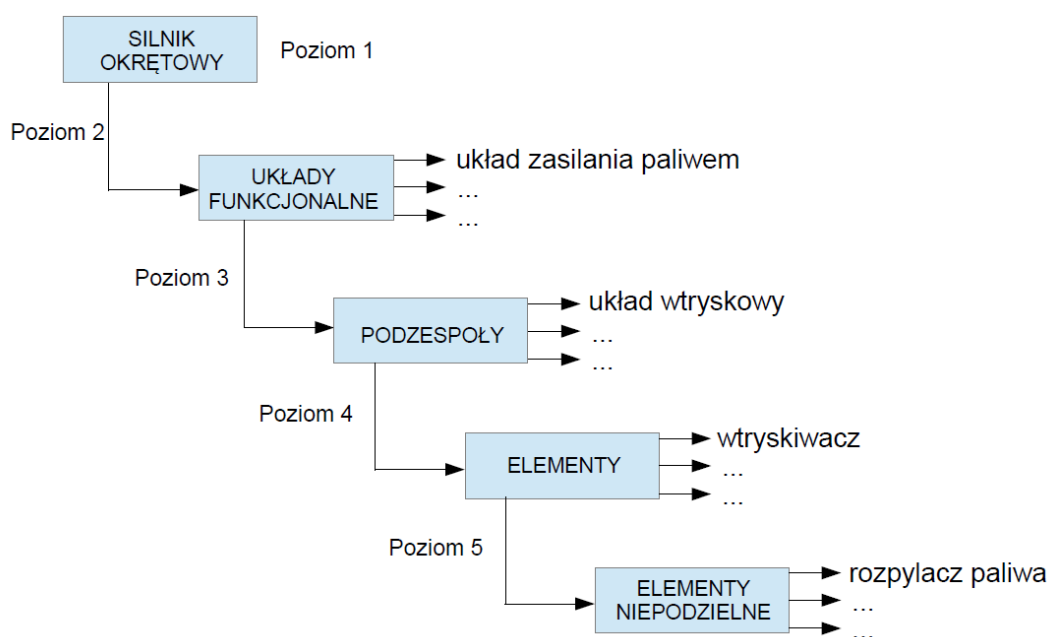 SILNIK
OKRĘTOWY
Poziom 1
Poziom 2
UKŁADY
FUNKCJONALNE
układ zasilania paliwem
...
...
Poziom 3
PODZESPOŁY
układ wtryskowy
...
...
Poziom 4
ELEMENTY
wtryskiwacz
...
...
Poziom 5
ELEMENTY
NIEPODZIELNE
rozpylacz paliwa
...
...